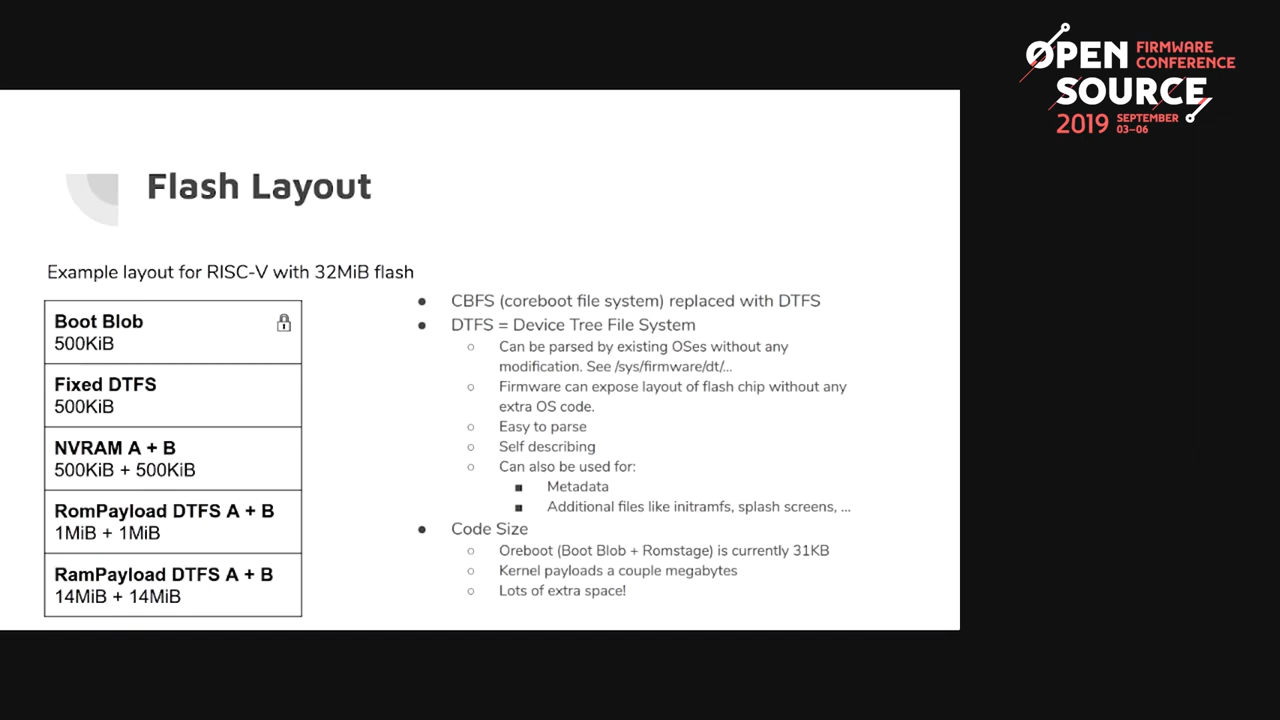 OPEN FIRMWARE
CONFERENCE
SOURCE
2019 SEPTEMBER
03–06
Flash Layout
Example layout for RISC-V with 32MiB flash
Boot Blob
500KiB
Fixed DTFS
500KiB
NVRAM A + B
500KiB + 500KiB
RomPayload DTFS A + B
1MiB + 1MiB
RamPayload DTFS A + B
14MiB + 14MiB
● CBFS (coreboot file system) replaced with DTFS
● DTFS = Device Tree File System
○ Can be parsed by existing OSes without any
modification. See /sys/firmware/dt/...
○ Firmware can expose layout of flash chip without any
extra OS code.
○ Easy to parse
○ Self describing
○ Can also be used for:
■ Metadata
■ Additional files like initramfs, splash screens, ...
● Code Size
○ Oreboot (Boot Blob + Romstage) is currently 31KB
○ Kernel payloads a couple megabytes
○ Lots of extra space!